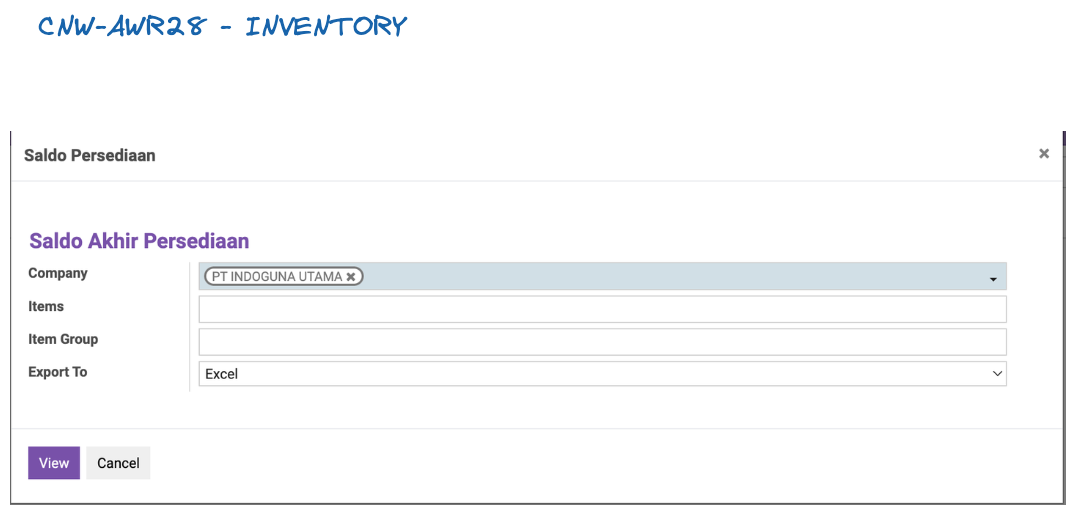 CNW-AWR28 - INVENTORY
Saldo Persediaan ×
Saldo Akhir Persediaan
Company PT INDOGUNA UTAMA ×
Items
Item Group
Export To Excel
View Cancel